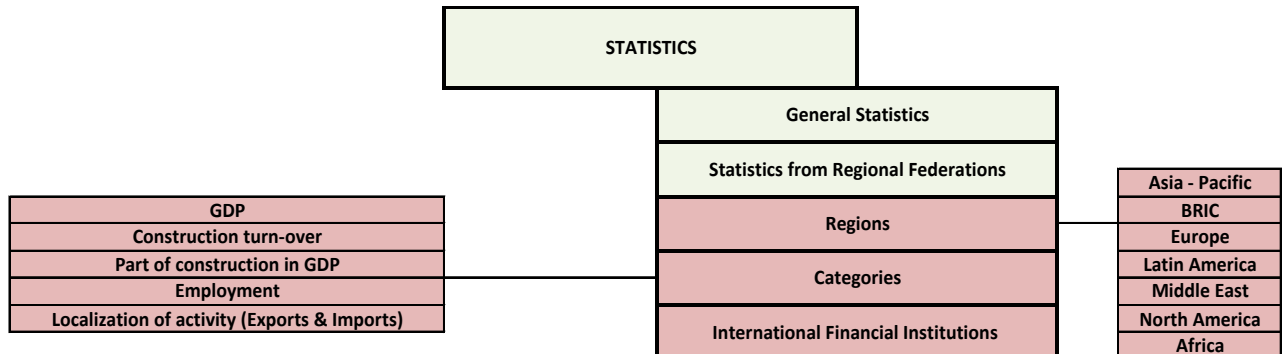 STATISTICS
General Statistics
Statistics from Regional Federations
Regions
Categories
International Financial Institutions
GDP
Construction turn-over
Part of construction in GDP
Employment
Localization of activity (Exports & Imports)
Asia - Pacific
BRIC
Europe
Latin America
Middle East
North America
Africa